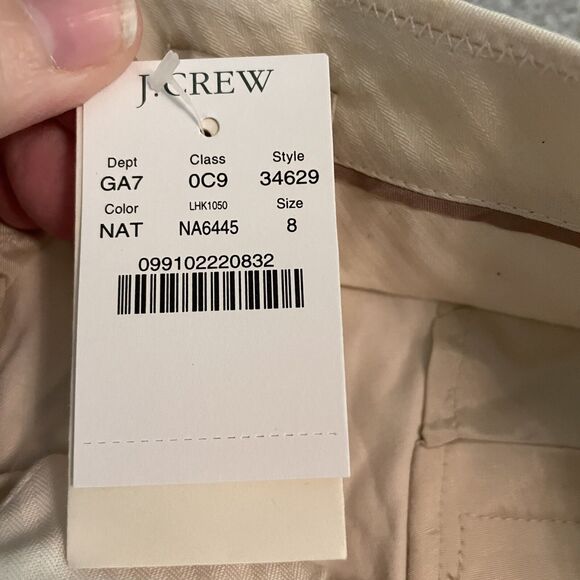 J.CREW
Dept Class Style
GA7 0C9 34629
Color LHK1050 Size
NAT NA6445 8
099102220832